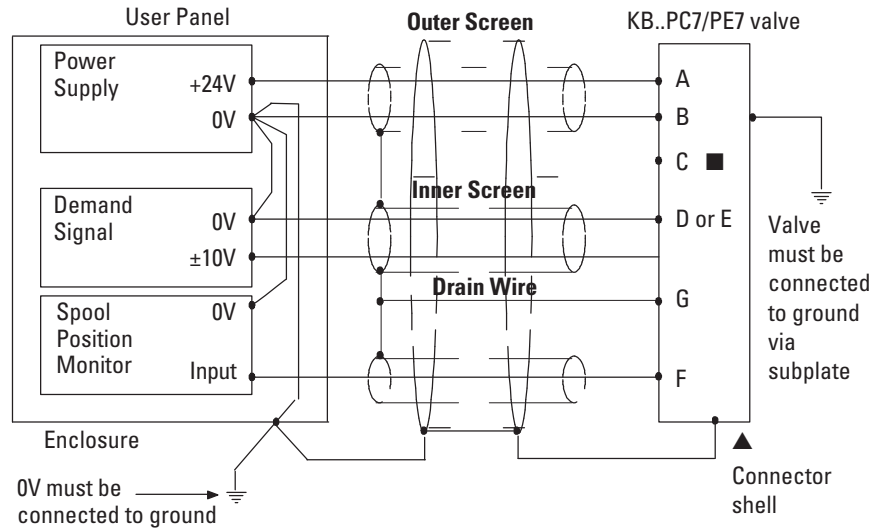 User Panel
Outer Screen
KB..PC7/PE7 valve
Power
Supply
+24V
0V
A
B
C ■
Inner Screen
Demand
Signal
0V
±10V
D or E
Valve
must be
connected
to ground
via
subplate
Drain Wire
Spool
Position
Monitor
0V
Input
G
F
Enclosure
▲
Connector
shell
0V must be
connected to ground